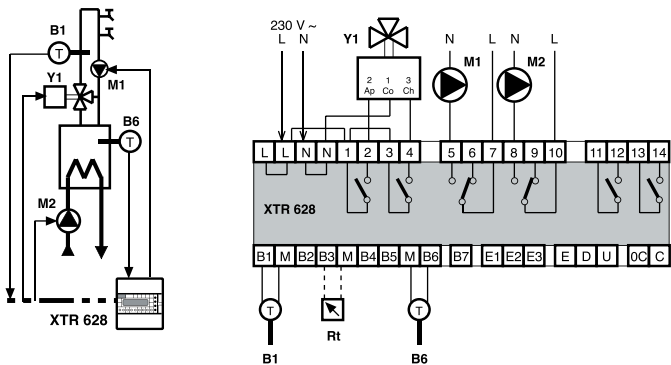 B1
T
Y1
M1
B6
T
M2
XTR 628
230 V ~
L N
Y1
N L N L
M1 M2
2 1 3
Ap Co Ch
L L N N 1 2 3 4 5 6 7 8 9 10 11 12 13 14
XTR 628
B1 M B2 B3 M B4 B5 M B6 B7 E1 E2 E3 E D U 0C C
T T
Rt
B1 B6